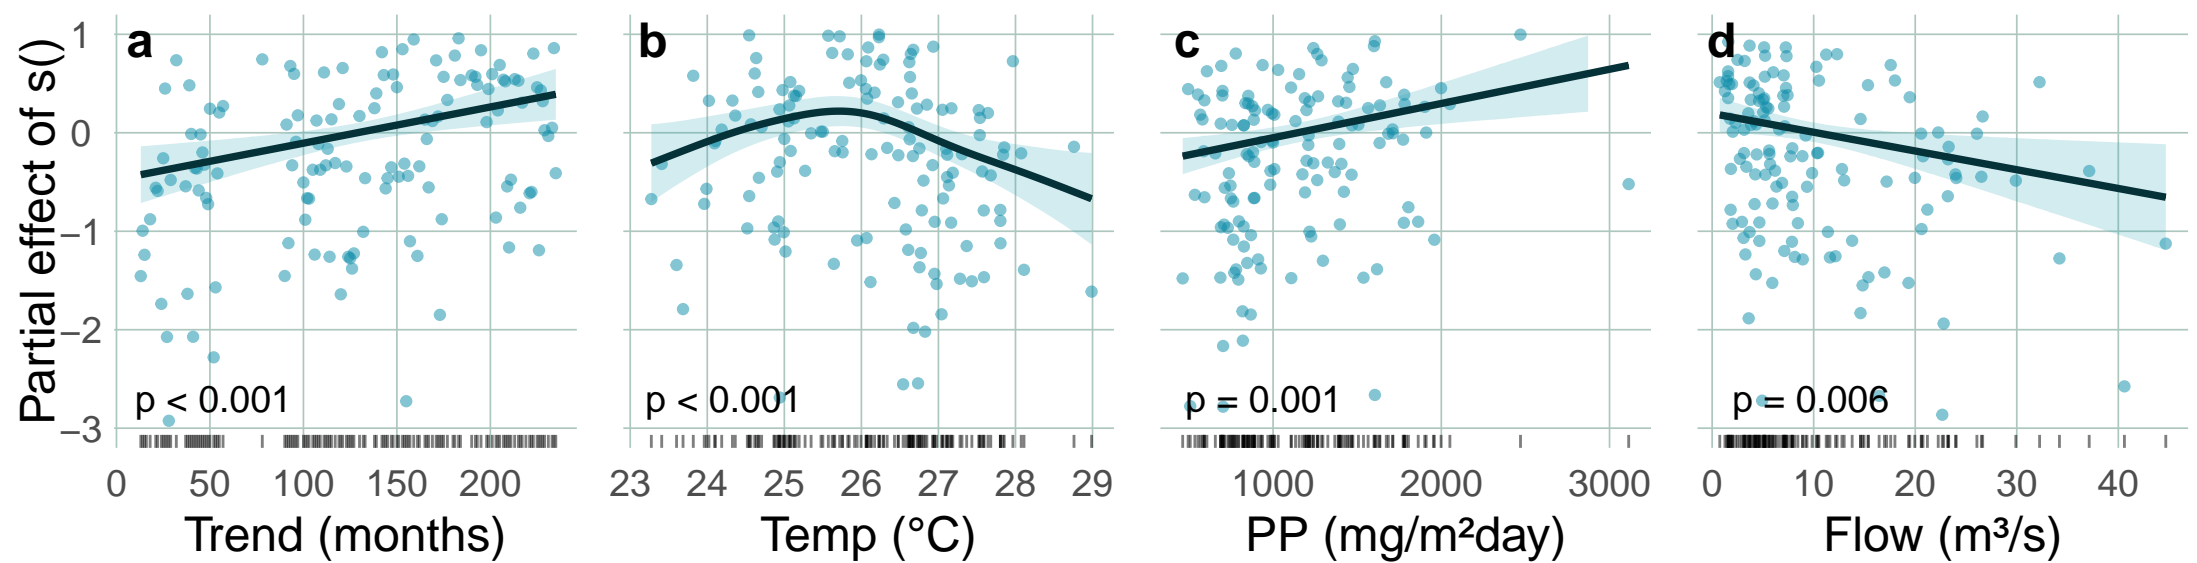 a
b
c
d
Partial effect of s()
1
0
−1
−2
−3
p < 0.001
p < 0.001
p = 0.001
p = 0.006
0 50 100 150 200
23 24 25 26 27 28 29
1000 2000 3000
0 10 20 30 40
Trend (months)
Temp (°C)
PP (mg/m²day)
Flow (m³/s)